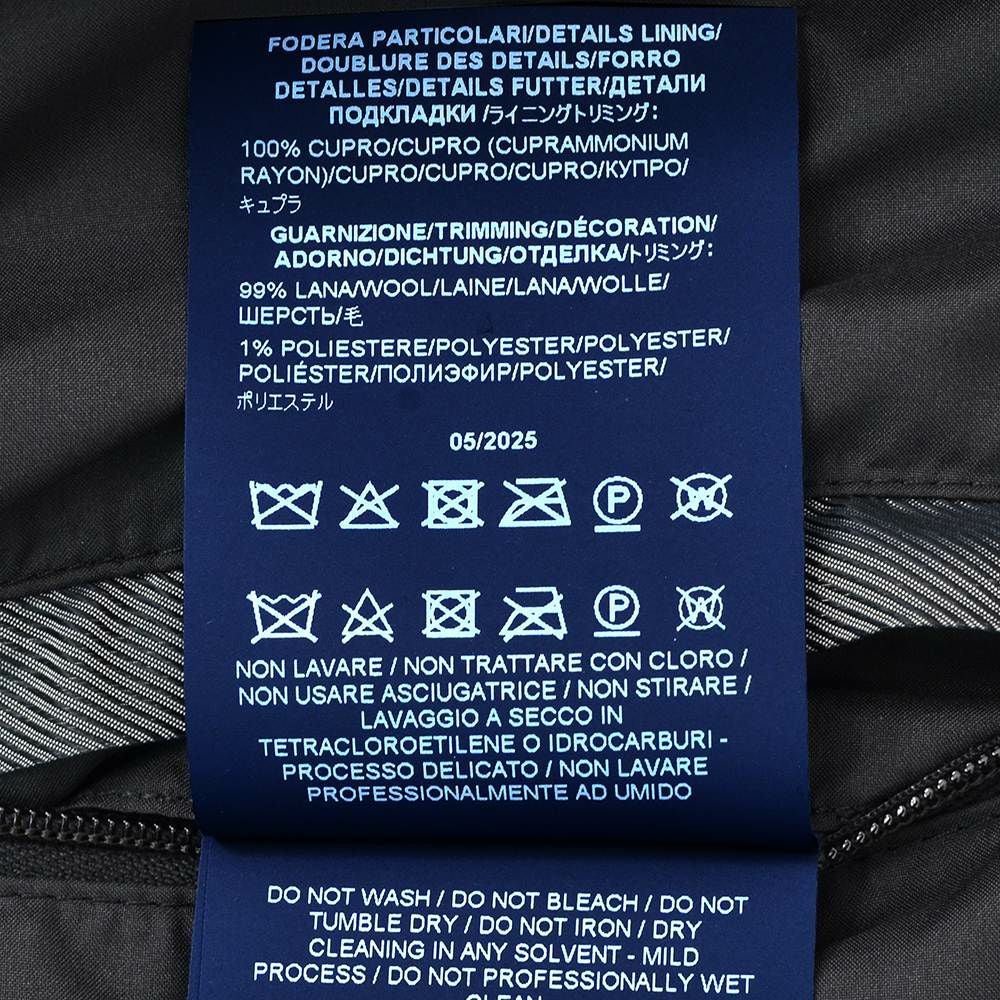 FODERA PARTICOLARI/DETAILS LINING/
DOUBLURE DES DETAILS/FORRO
DETALLES/DETAILS FUTTER/ДЕТАЛИ
ПОДКЛАДКИ /ライニングトリミング:
100% CUPRO/CUPRO (CUPRAMMONIUM
RAYON)/CUPRO/CUPRO/CUPRO/КУПРО/
キュプラ
GUARNIZIONE/TRIMMING/DÉCORATION/
ADORNO/DICHTUNG/ОТДЕЛКА/トリミング:
99% LANA/WOOL/LAINE/LANA/WOLLE/
ШЕРСТЬ/毛
1% POLIESTERE/POLYESTER/POLYESTER/
POLIÉSTER/ПОЛИЭФИР/POLYESTER/
ポリエステル
05/2025
P W
P W
NON LAVARE / NON TRATTARE CON CLORO /
NON USARE ASCIUGATRICE / NON STIRARE /
LAVAGGIO A SECCO IN
TETRACLOROETILENE O IDROCARBURI -
PROCESSO DELICATO / NON LAVARE
PROFESSIONALMENTE AD UMIDO
DO NOT WASH / DO NOT BLEACH / DO NOT
TUMBLE DRY / DO NOT IRON / DRY
CLEANING IN ANY SOLVENT - MILD
PROCESS / DO NOT PROFESSIONALLY WET